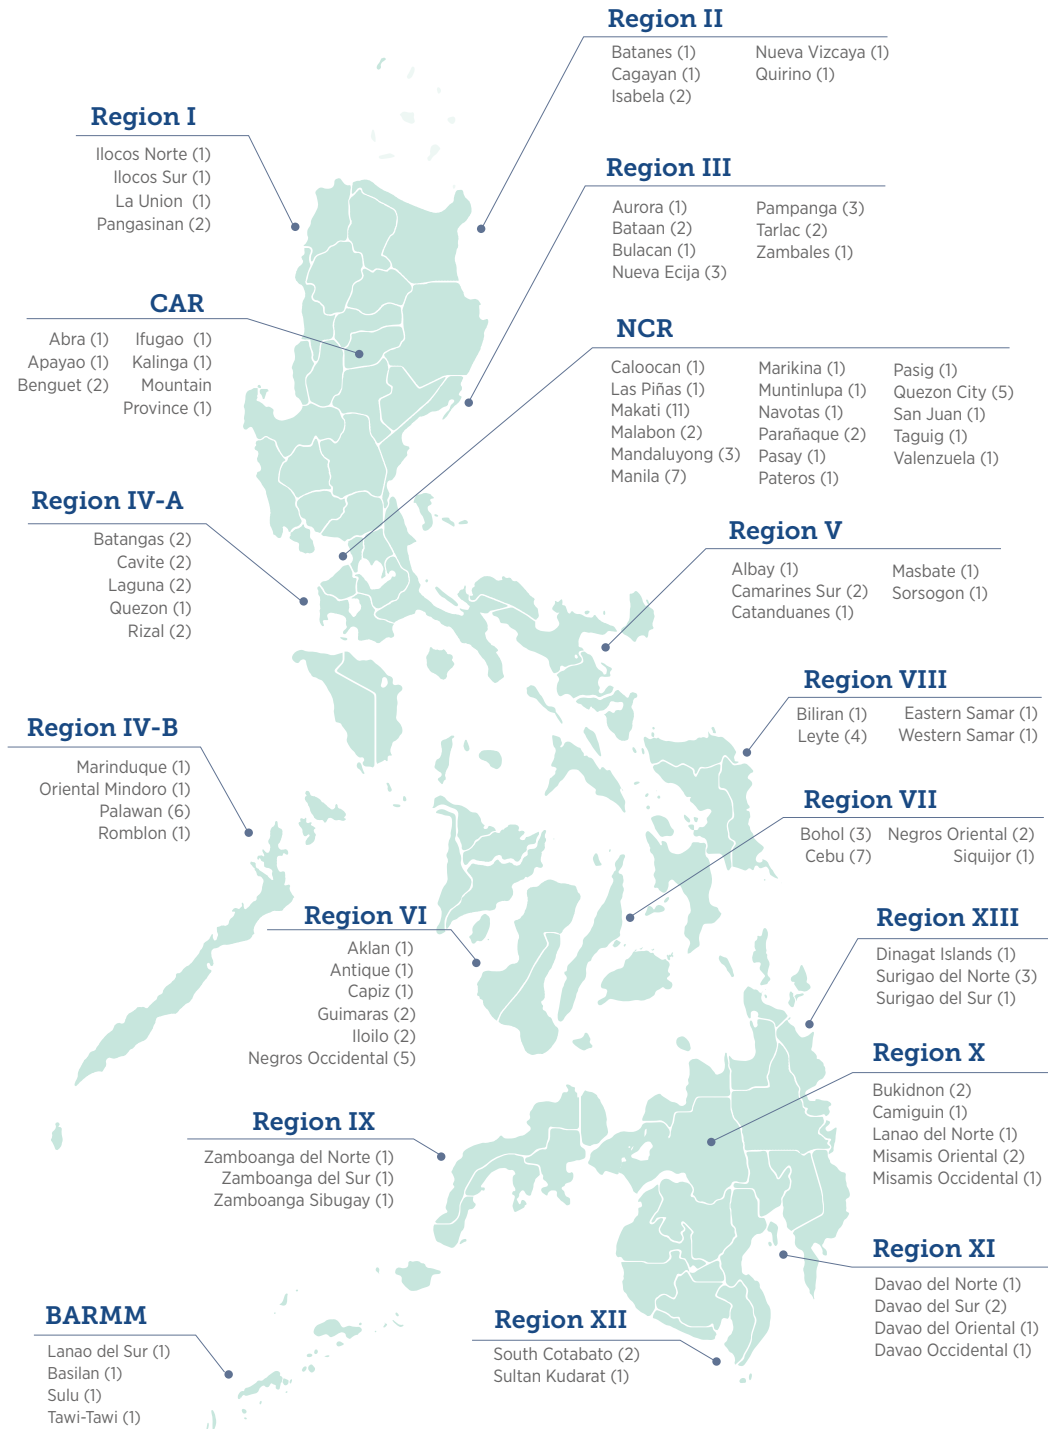 Region II
Batanes (1)
Cagayan (1)
Isabela (2)
Nueva Vizcaya (1)
Quirino (1)
Region I
Ilocos Norte (1)
Ilocos Sur (1)
La Union (1)
Pangasinan (2)
Region III
Aurora (1)
Bataan (2)
Bulacan (1)
Nueva Ecija (3)
Pampanga (3)
Tarlac (2)
Zambales (1)
CAR
Abra (1)
Apayao (1)
Benguet (2)
Ifugao (1)
Kalinga (1)
Mountain
Province (1)
NCR
Caloocan (1)
Las Piñas (1)
Makati (11)
Malabon (2)
Mandaluyong (3)
Manila (7)
Marikina (1)
Muntinlupa (1)
Navotas (1)
Parañaque (2)
Pasay (1)
Pateros (1)
Pasig (1)
Quezon City (5)
San Juan (1)
Taguig (1)
Valenzuela (1)
Region IV-A
Batangas (2)
Cavite (2)
Laguna (2)
Quezon (1)
Rizal (2)
Region V
Albay (1)
Camarines Sur (2)
Catanduanes (1)
Masbate (1)
Sorsogon (1)
Region VIII
Biliran (1)
Leyte (4)
Eastern Samar (1)
Western Samar (1)
Region IV-B
Marinduque (1)
Oriental Mindoro (1)
Palawan (6)
Romblon (1)
Region VII
Bohol (3)
Cebu (7)
Negros Oriental (2)
Siquijor (1)
Region VI
Aklan (1)
Antique (1)
Capiz (1)
Guimaras (2)
Iloilo (2)
Negros Occidental (5)
Region XIII
Dinagat Islands (1)
Surigao del Norte (3)
Surigao del Sur (1)
Region X
Bukidnon (2)
Camiguin (1)
Lanao del Norte (1)
Misamis Oriental (2)
Misamis Occidental (1)
Region IX
Zamboanga del Norte (1)
Zamboanga del Sur (1)
Zamboanga Sibugay (1)
Region XI
Davao del Norte (1)
Davao del Sur (2)
Davao del Oriental (1)
Davao Occidental (1)
BARMM
Lanao del Sur (1)
Basilan (1)
Sulu (1)
Tawi-Tawi (1)
Region XII
South Cotabato (2)
Sultan Kudarat (1)